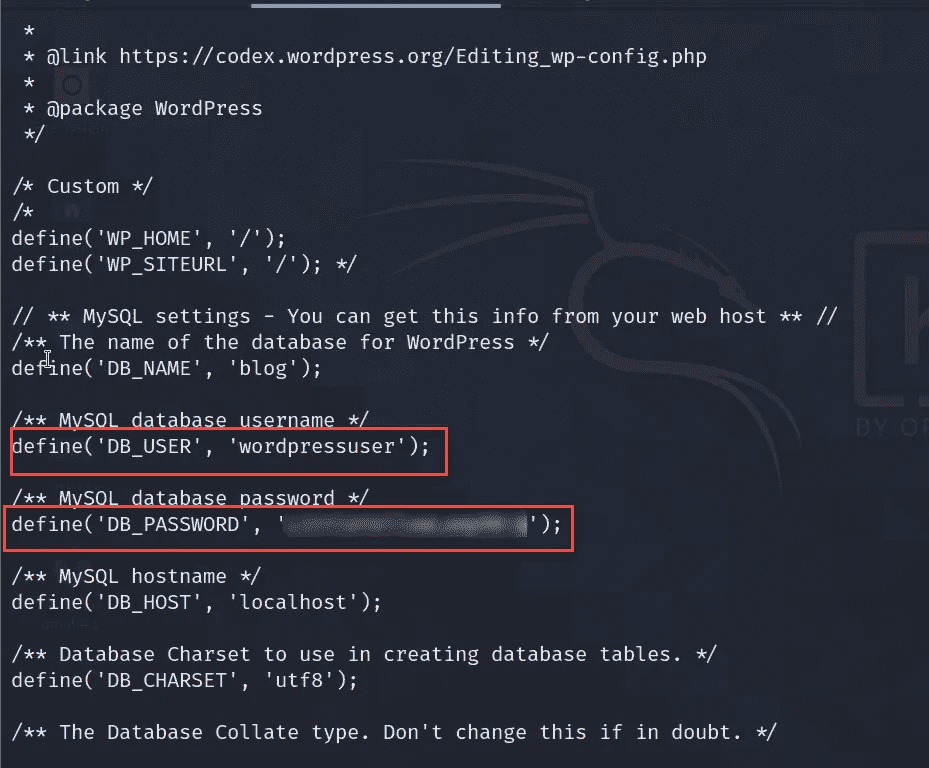 *
* @link https://codex.wordpress.org/Editing_wp-config.php
*
* @package WordPress
*/
/* Custom */
/*
define('WP_HOME', '/');
define('WP_SITEURL', '/'); */
// ** MySQL settings - You can get this info from your web host ** //
/** The name of the database for WordPress */
define('DB_NAME', 'blog');
/** MySQL database username */
define('DB_USER', 'wordpressuser');
/** MySQL database password */
define('DB_PASSWORD', '');
/** MySQL hostname */
define('DB_HOST', 'localhost');
/** Database Charset to use in creating database tables. */
define('DB_CHARSET', 'utf8');
/** The Database Collate type. Don't change this if in doubt. */
BY